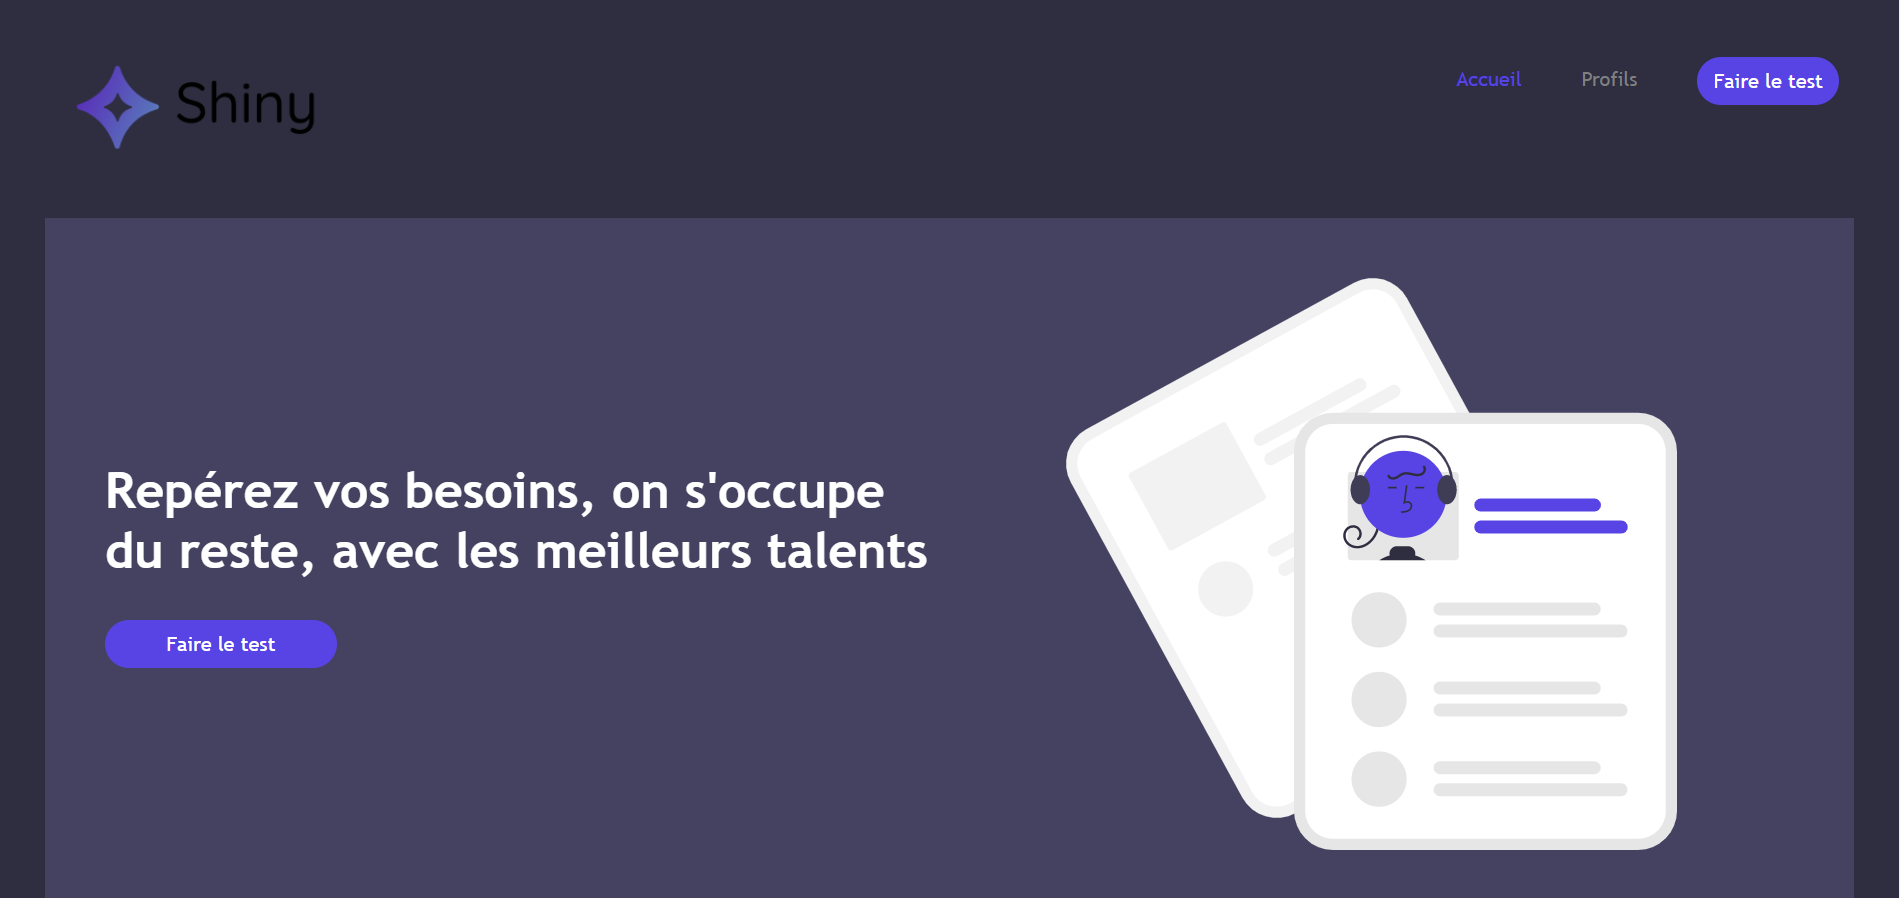 Shiny
Accueil
Profils
Faire le test
Repérez vos besoins, on s'occupe
du reste, avec les meilleurs talents
Faire le test